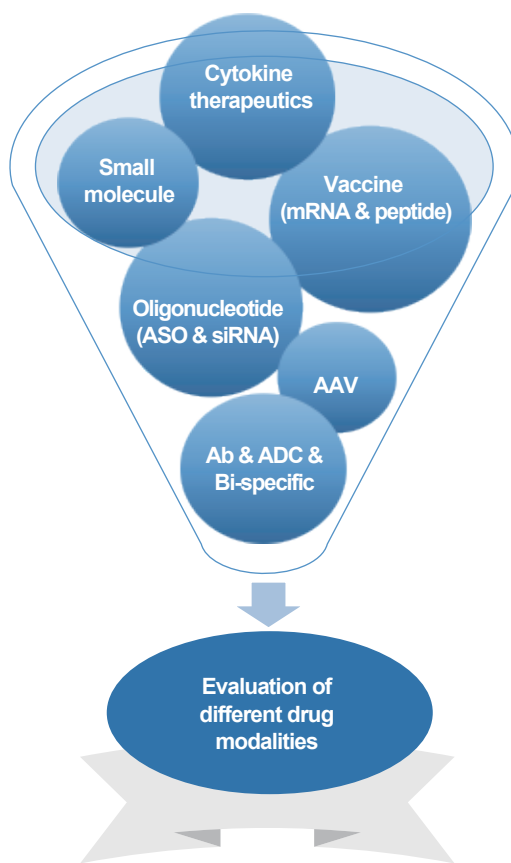 Cytokine
therapeutics
Small
molecule
Vaccine
(mRNA & peptide)
Oligonucleotide
(ASO & siRNA)
AAV
Ab & ADC &
Bi-specific
Evaluation of
different drug
modalities